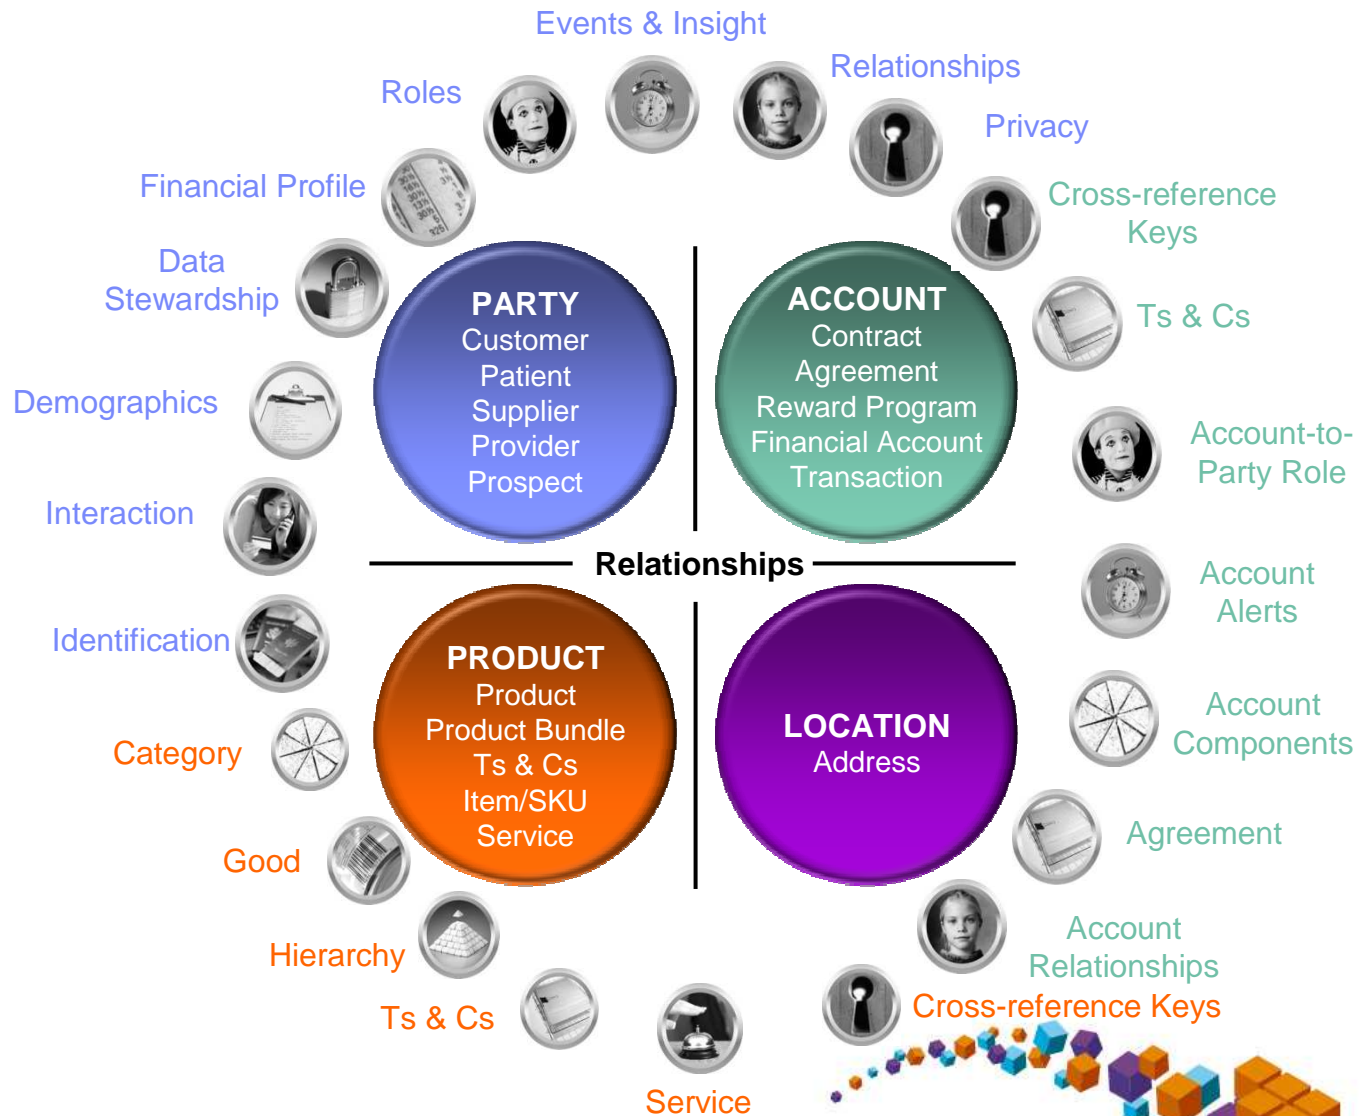 Events & Insight
Relationships
Roles
Privacy
Financial Profile
Cross-reference
Keys
Data
Stewardship
Ts & Cs
Demographics
Account-to-
Party Role
Interaction
Account
Alerts
Identification
Account
Components
Category
Agreement
Good
Account
Relationships
Hierarchy
Cross-reference Keys
Ts & Cs
Service
PARTY
Customer
Patient
Supplier
Provider
Prospect
ACCOUNT
Contract
Agreement
Reward Program
Financial Account
Transaction
Relationships
PRODUCT
Product
Product Bundle
Ts & Cs
Item/SKU
Service
LOCATION
Address